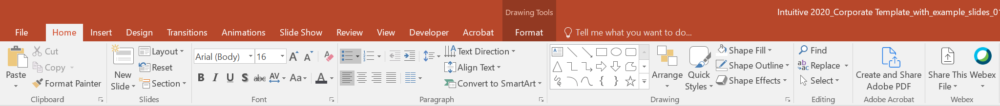 Drawing Tools
Intuitive 2020_Corporate Template_with_example_slides_01
File Home Insert Design Transitions Animations Slide Show Review View Developer Acrobat Format Tell me what you want to do...
Paste
Cut
Copy
Format Painter
Clipboard
New
Slide
Layout
Reset
Section
Slides
Arial (Body) 16
B I U S abc AV Aa A
Font
Text Direction
Align Text
Convert to SmartArt
Paragraph
Arrange
Quick
Styles
Shape Fill
Shape Outline
Shape Effects
Drawing
Find
Replace
Select
Editing
Create and Share
Adobe PDF
Adobe Acrobat
Share This
File
Webex
Webex